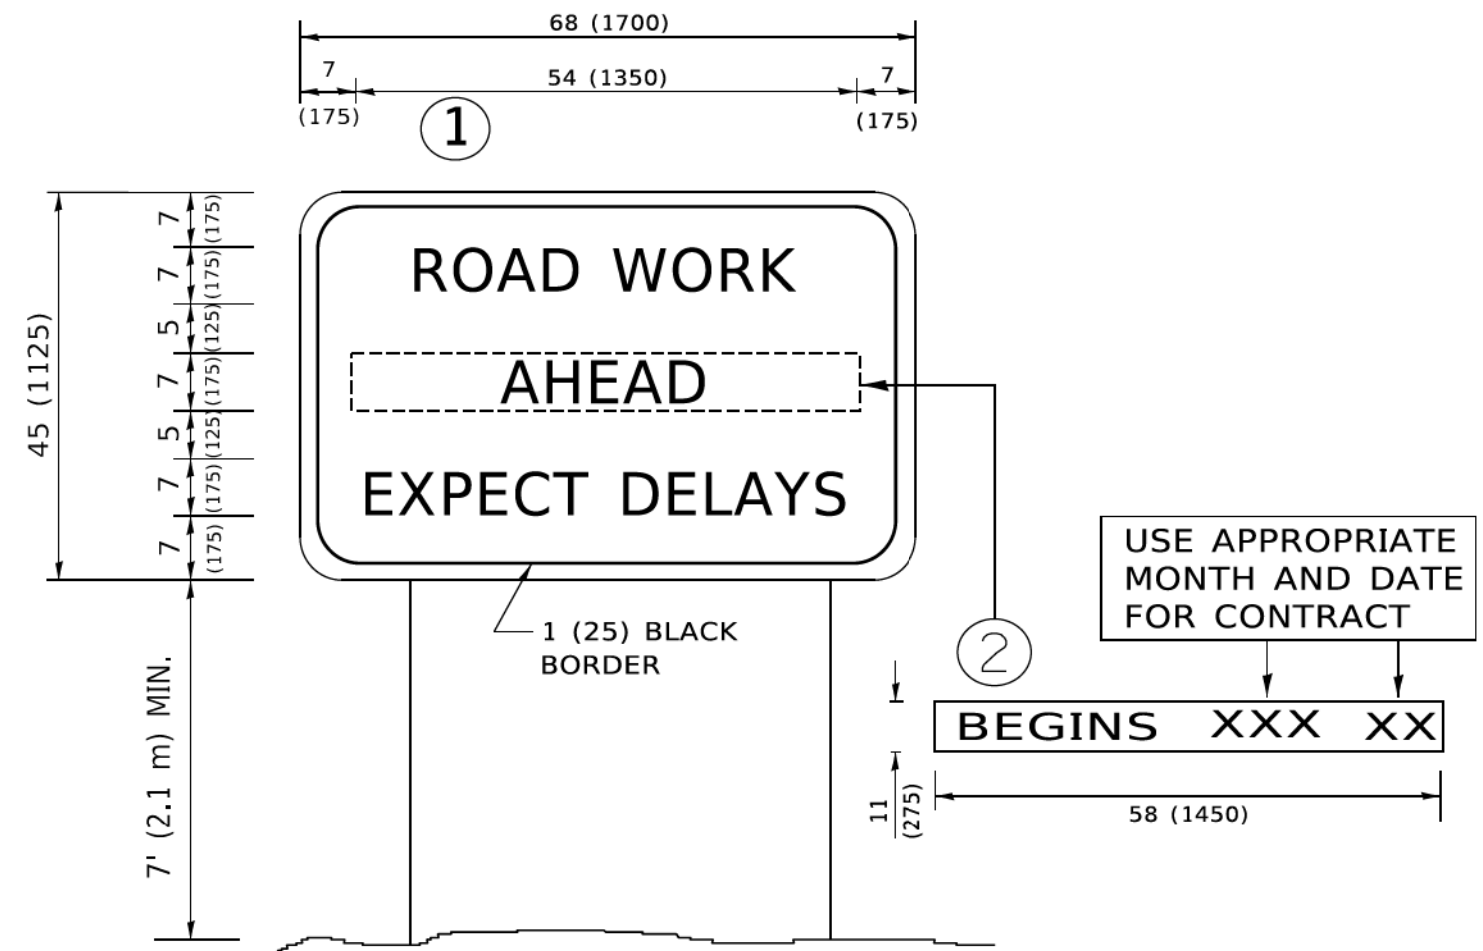 68 (1700)
7
54 (1350)
7
(175)
(175)
1
45 (1125)
7
(175)
7
(175)
5
(125)
7
(175)
5
(125)
7
(175)
7
(175)
ROAD WORK
AHEAD
EXPECT DELAYS
1 (25) BLACK
BORDER
7' (2.1 m) MIN.
USE APPROPRIATE
MONTH AND DATE
FOR CONTRACT
2
BEGINS XXX XX
11
(275)
58 (1450)